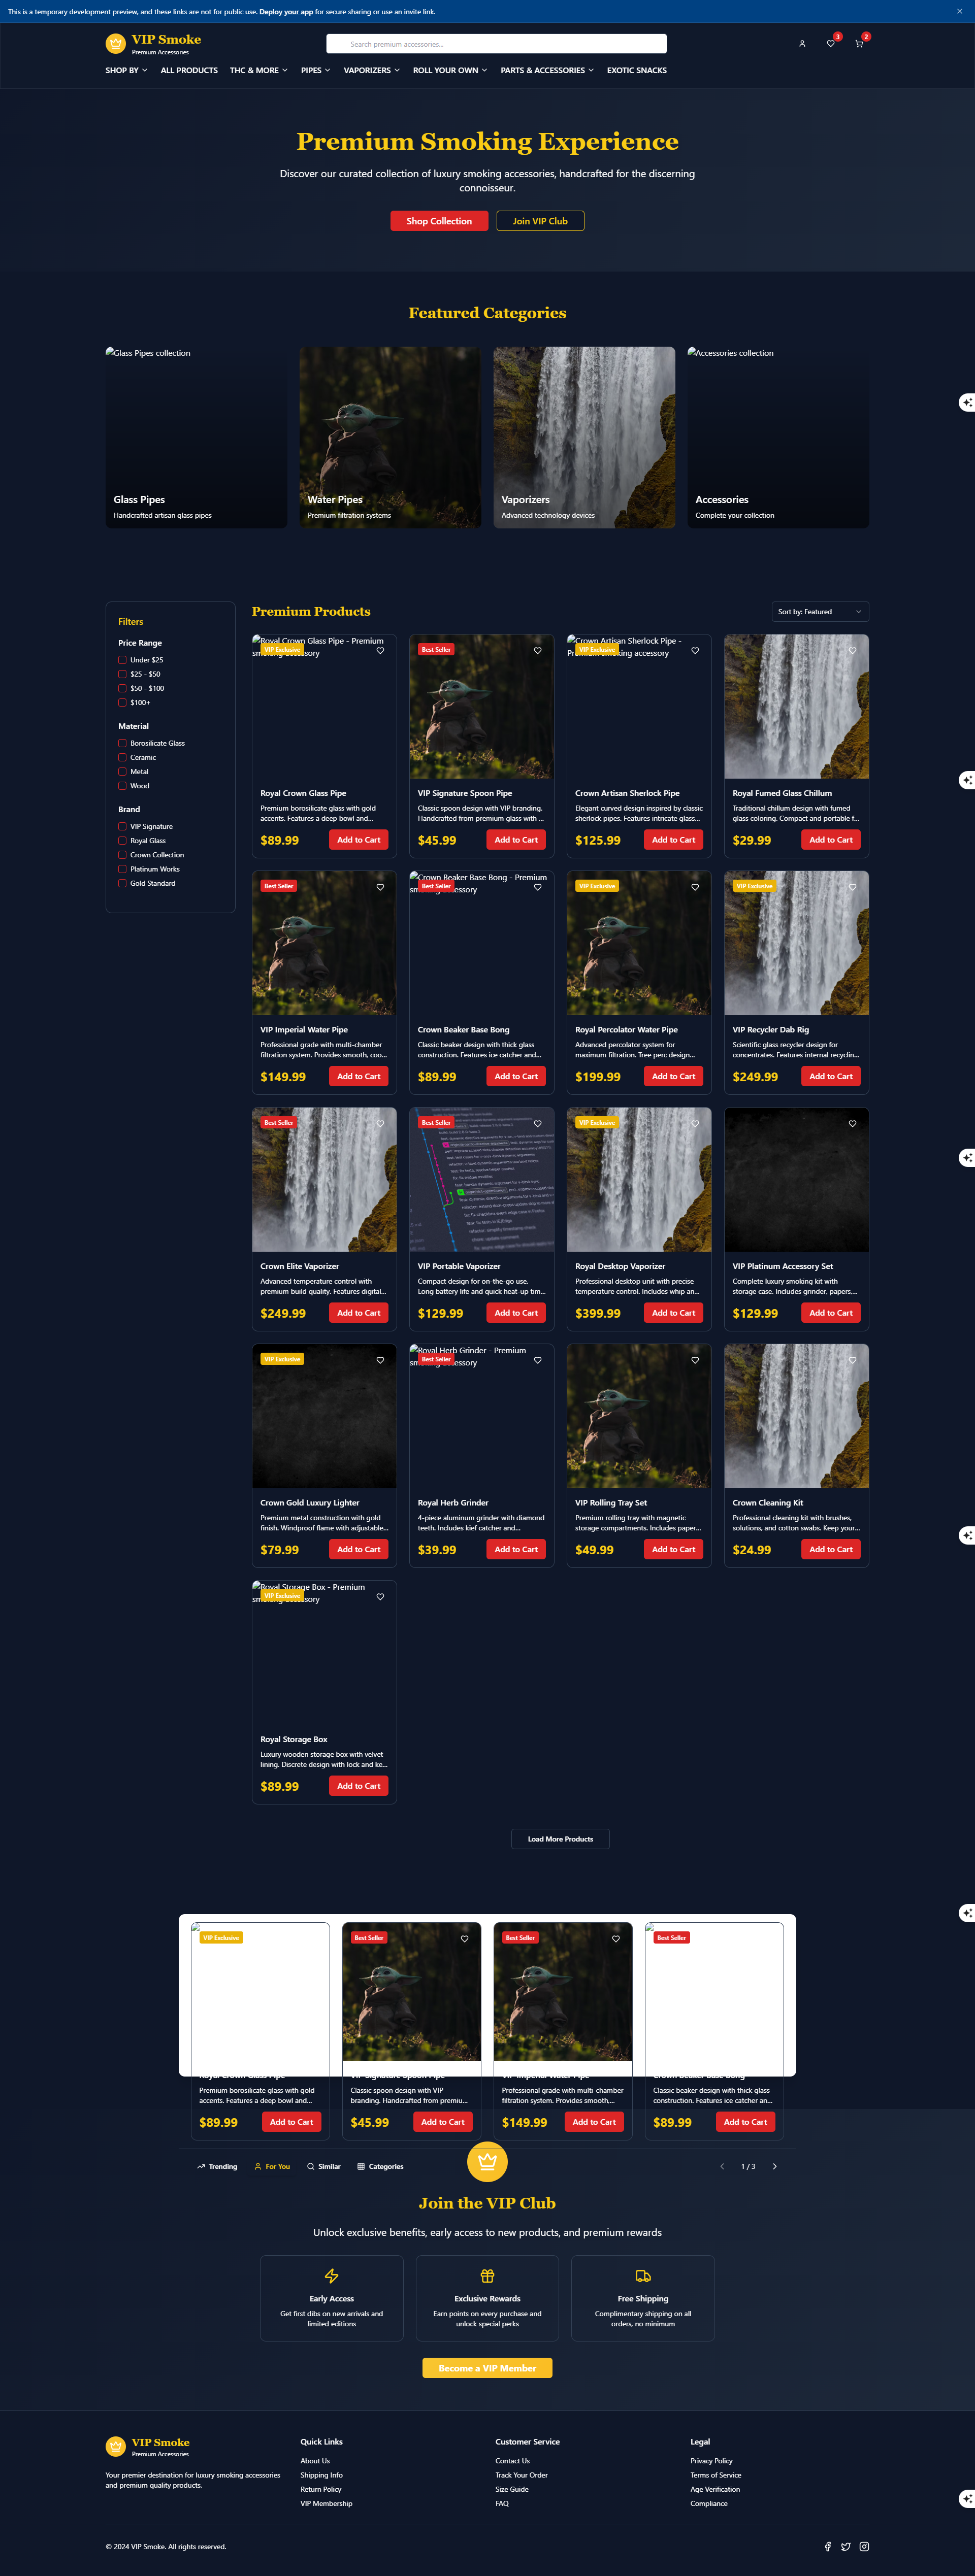 This is a temporary development preview, and these links are not for public use. Deploy your app for secure sharing or use an invite link.
VIP Smoke
Premium Accessories
Search premium accessories...
3
2
SHOP BY
ALL PRODUCTS
THC & MORE
PIPES
VAPORIZERS
ROLL YOUR OWN
PARTS & ACCESSORIES
EXOTIC SNACKS
Premium Smoking Experience
Discover our curated collection of luxury smoking accessories, handcrafted for the discerning
connoisseur.
Shop Collection
Join VIP Club
Featured Categories
Glass Pipes collection
Accessories collection
Glass Pipes
Handcrafted artisan glass pipes
Water Pipes
Premium filtration systems
Vaporizers
Advanced technology devices
Accessories
Complete your collection
Filters
Price Range
Under $25
$25 - $50
$50 - $100
$100+
Material
Borosilicate Glass
Ceramic
Metal
Wood
Brand
VIP Signature
Royal Glass
Crown Collection
Platinum Works
Gold Standard
Premium Products
Sort by: Featured
Royal Crown Glass Pipe - Premium
VIP Exclusive
Royal Crown Glass Pipe
Premium borosilicate glass with gold
accents. Features a deep bowl and...
$89.99
Add to Cart
Best Seller
VIP Signature Spoon Pipe
Classic spoon design with VIP branding.
Handcrafted from premium glass with ...
$45.99
Add to Cart
Crown Artisan Sherlock Pipe -
VIP Exclusive
Crown Artisan Sherlock Pipe
Elegant curved design inspired by classic
sherlock pipes. Features intricate glass...
$125.99
Add to Cart
Royal Fumed Glass Chillum
Traditional chillum design with fumed
glass coloring. Compact and portable f...
$29.99
Add to Cart
Best Seller
VIP Imperial Water Pipe
Professional grade with multi-chamber
filtration system. Provides smooth, coo...
$149.99
Add to Cart
Crown Beaker Base Bong - Premium
Best Seller
Crown Beaker Base Bong
Classic beaker design with thick glass
construction. Features ice catcher and...
$89.99
Add to Cart
VIP Exclusive
Royal Percolator Water Pipe
Advanced percolator system for
maximum filtration. Tree perc design...
$199.99
Add to Cart
VIP Exclusive
VIP Recycler Dab Rig
Scientific glass recycler design for
concentrates. Features internal recyclin...
$249.99
Add to Cart
Best Seller
Crown Elite Vaporizer
Advanced temperature control with
premium build quality. Features digital...
$249.99
Add to Cart
Best Seller
VIP Portable Vaporizer
Compact design for on-the-go use.
Long battery life and quick heat-up tim...
$129.99
Add to Cart
VIP Exclusive
Royal Desktop Vaporizer
Professional desktop unit with precise
temperature control. Includes whip an...
$399.99
Add to Cart
VIP Platinum Accessory Set
Complete luxury smoking kit with
storage case. Includes grinder, papers,...
$129.99
Add to Cart
VIP Exclusive
Crown Gold Luxury Lighter
Premium metal construction with gold
finish. Windproof flame with adjustable...
$79.99
Add to Cart
Royal Herb Grinder - Premium
Best Seller
Royal Herb Grinder
4-piece aluminum grinder with diamond
teeth. Includes kief catcher and...
$39.99
Add to Cart
VIP Rolling Tray Set
Premium rolling tray with magnetic
storage compartments. Includes paper...
$49.99
Add to Cart
Crown Cleaning Kit
Professional cleaning kit with brushes,
solutions, and cotton swabs. Keep your...
$24.99
Add to Cart
Royal Storage Box - Premium
VIP Exclusive
Royal Storage Box
Luxury wooden storage box with velvet
lining. Discrete design with lock and ke...
$89.99
Add to Cart
Load More Products
VIP Exclusive
Premium borosilicate glass with gold
accents. Features a deep bowl and...
$89.99
Add to Cart
Best Seller
Classic spoon design with VIP
branding. Handcrafted from premiu...
$45.99
Add to Cart
Best Seller
Professional grade with multi-chamber
filtration system. Provides smooth,...
$149.99
Add to Cart
Best Seller
Classic beaker design with thick glass
construction. Features ice catcher an...
$89.99
Add to Cart
Trending
For You
Similar
Categories
1 / 3
Join the VIP Club
Unlock exclusive benefits, early access to new products, and premium rewards
Early Access
Get first dibs on new arrivals and
limited editions
Exclusive Rewards
Earn points on every purchase and
unlock special perks
Free Shipping
Complimentary shipping on all
orders, no minimum
Become a VIP Member
VIP Smoke
Premium Accessories
Your premier destination for luxury smoking accessories
and premium quality products.
Quick Links
About Us
Shipping Info
Return Policy
VIP Membership
Customer Service
Contact Us
Track Your Order
Size Guide
FAQ
Legal
Privacy Policy
Terms of Service
Age Verification
Compliance
© 2024 VIP Smoke. All rights reserved.